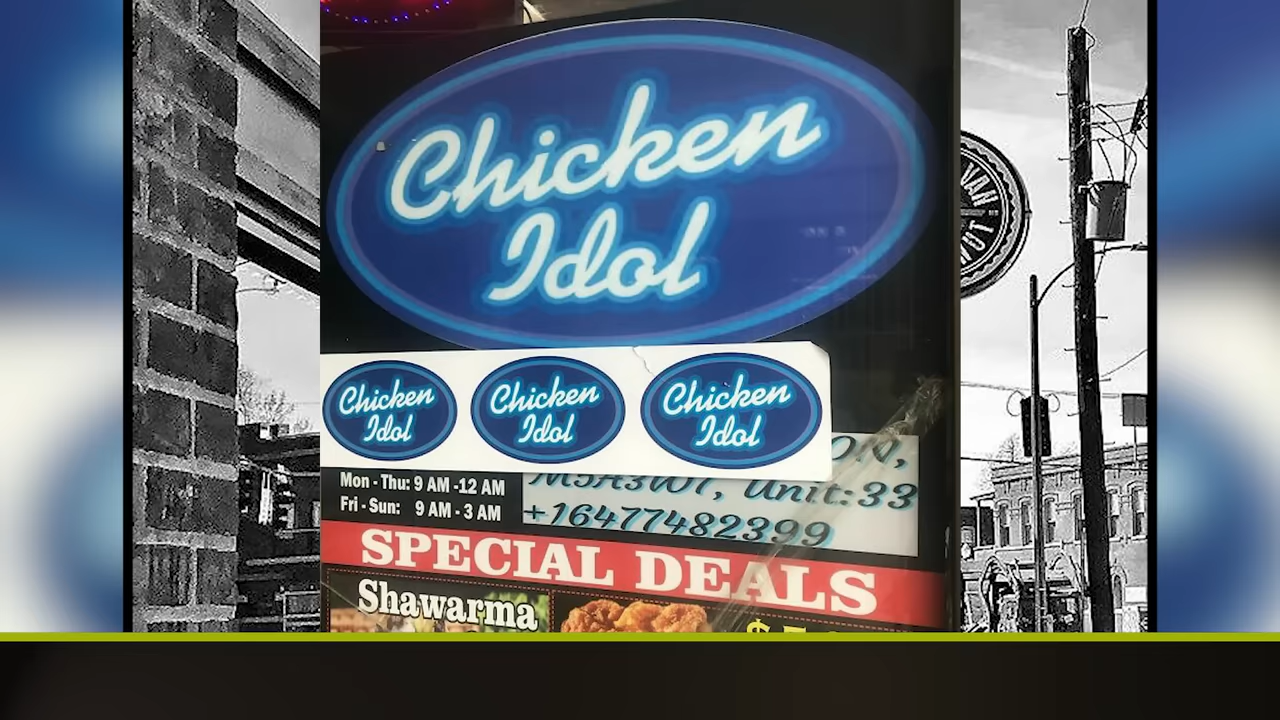 Chicken
Idol
Chicken
Idol
Chicken
Idol
Chicken
Idol
ON,
Mon - Thu: 9 AM -12 AM
Fri - Sun: 9 AM - 3 AM
Unit:33
+16477482399
SPECIAL DEALS
Shawarma